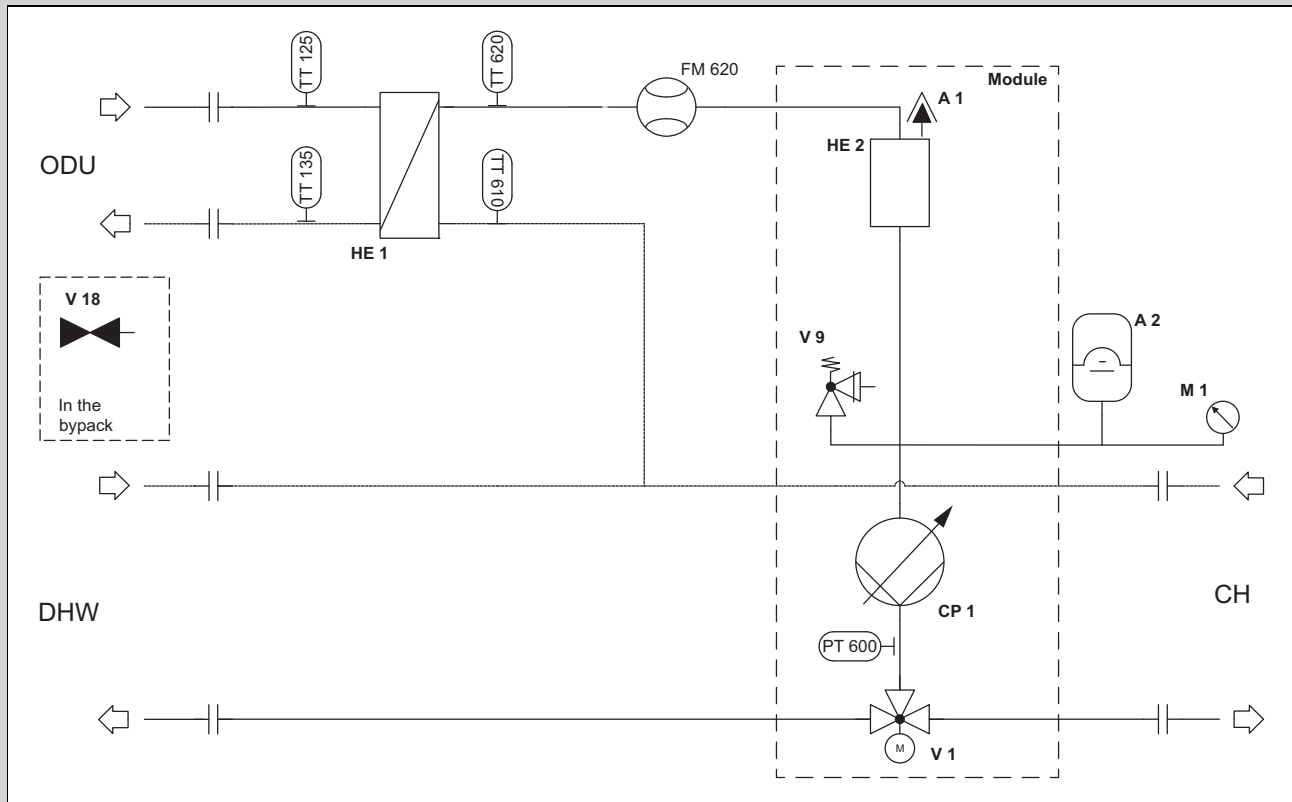 TT 125
TT 620
FM 620
Module
A 1
HE 2
ODU
TT 135
TT 610
HE 1
V 18
In the
bypack
V 9
A 2
M 1
DHW
CP 1
CH
PT 600
M
V 1